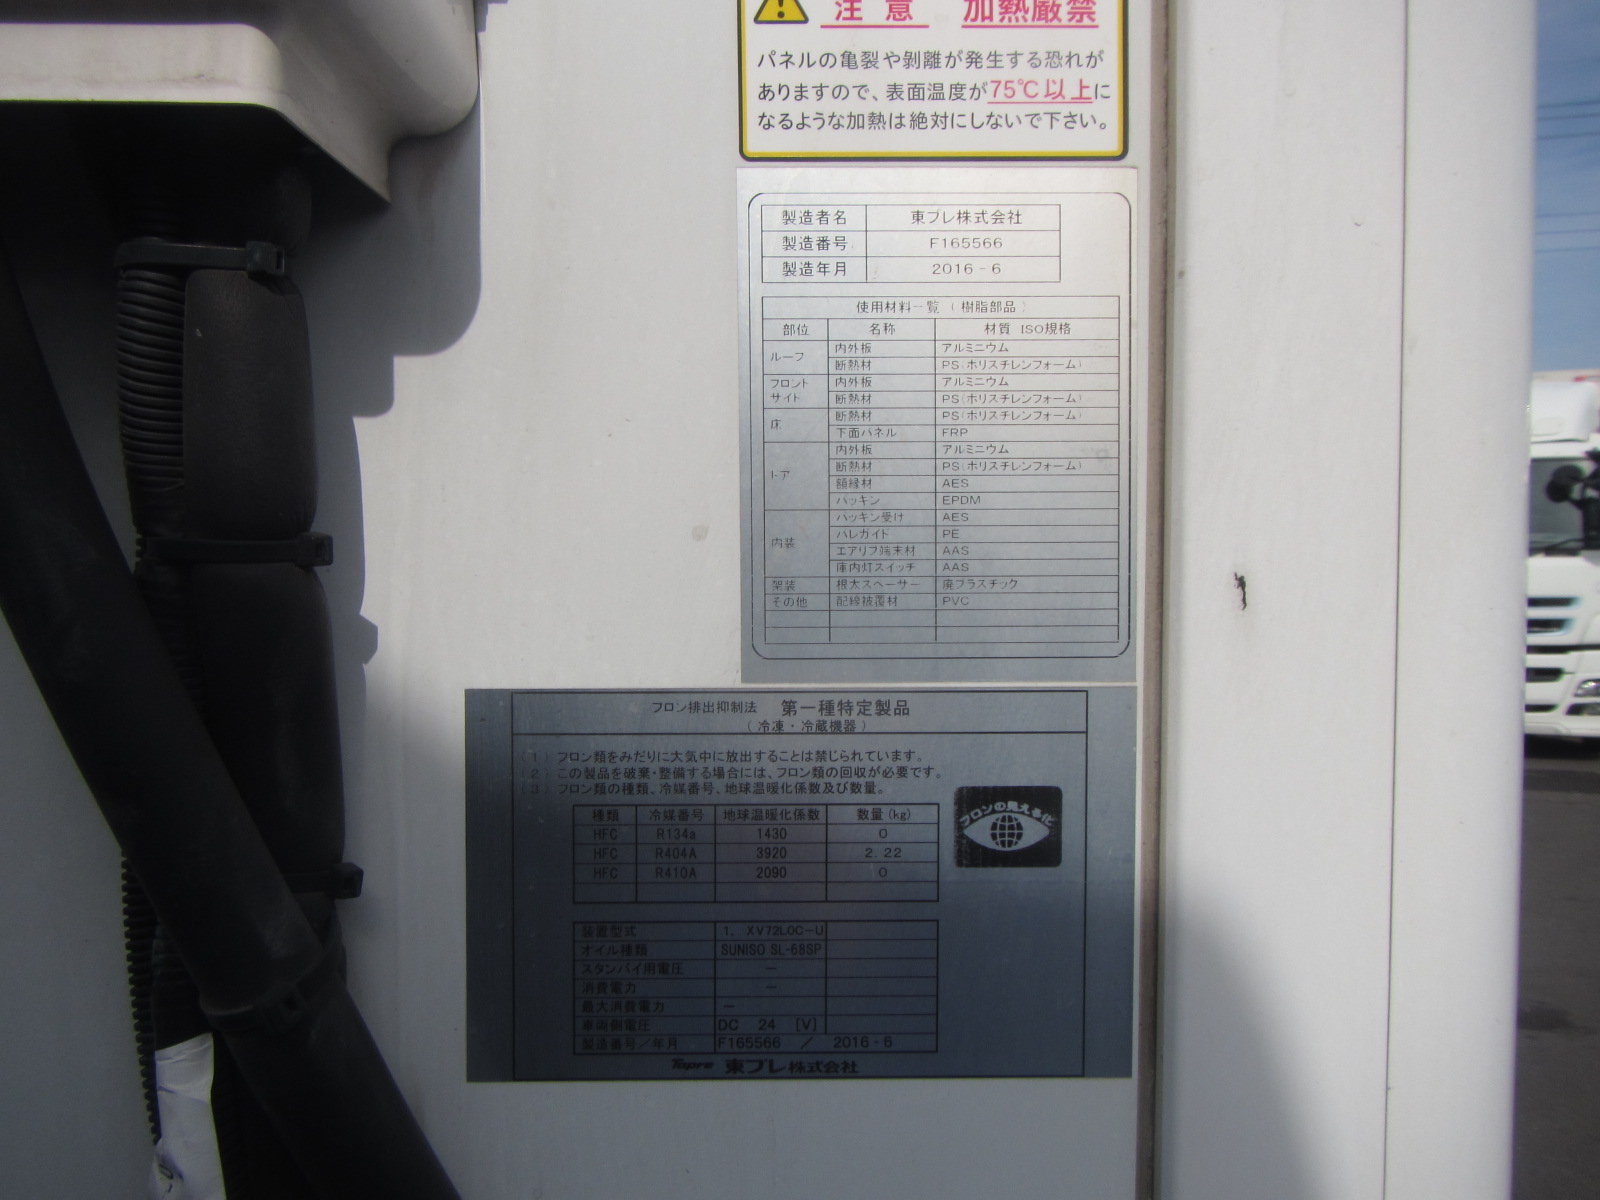 注意 加熱厳禁
パネルの亀裂や剝離が発生する恐れが
ありますので、表面温度が75℃以上に
なるような加熱は絶対にしないで下さい。
製造者名 東プレ株式会社
製造番号 F165566
製造年月 2016-6
使用材料一覧（樹脂部品）
部位 名称 材質 ISO規格
ルーフ 内外板 アルミニウム
断熱材 PS(ポリスチレンフォーム)
フロント サイド 内外板 アルミニウム
断熱材 PS(ポリスチレンフォーム)
床 断熱材 PS(ポリスチレンフォーム)
下面パネル FRP
ドア 内外板 アルミニウム
断熱材 PS(ポリスチレンフォーム)
額縁材 AES
パッキン EPDM
内装 パッキン受け AES
パレガイド PE
エアリブ端末材 AAS
庫内灯スイッチ AAS
架装 根太スペーサー 廃プラスチック
その他 配線被覆材 PVC
フロン排出抑制法 第一種特定製品
（冷凍・冷蔵機器）
(1) フロン類をみだりに大気中に放出することは禁じられています。
(2) この製品を破棄・整備する場合には、フロン類の回収が必要です。
(3) フロン類の種類、冷媒番号、地球温暖化係数及び数量。
種類 冷媒番号 地球温暖化係数 数量(kg)
HFC R134a 1430 0
HFC R404A 3920 2.22
HFC R410A 2090 0
フロンの見える化
装置型式 1. XV72LOC-U
オイル種類 SUNISO SL-68SP
スタンバイ用電圧 －
消費電力 －
最大消費電力 －
車両側電圧 DC 24 [V]
製造番号／年月 F165566 ／ 2016-6
Topre 東プレ株式会社